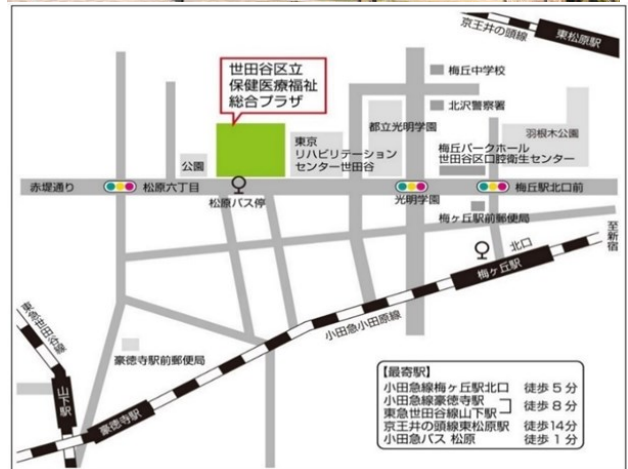 京王井の頭線
東松原駅
世田谷区立
保健医療福祉
総合プラザ
梅丘中学校
北沢警察署
都立光明学園
羽根木公園
東京
リハビリテーション
センター世田谷
公園
梅丘パークホール
世田谷区口腔衛生センター
赤堤通り
松原六丁目
松原バス停
光明学園
梅丘駅北口前
梅ヶ丘駅前郵便局
北口
至新宿
梅ヶ丘駅
小田急小田原線
東急世田谷線
山下駅
豪徳寺駅前郵便局
豪徳寺駅
【最寄駅】
小田急線梅ヶ丘駅北口 徒歩5分
小田急線豪徳寺駅
東急世田谷線山下駅 徒歩8分
京王井の頭線東松原駅 徒歩14分
小田急バス 松原 徒歩1分